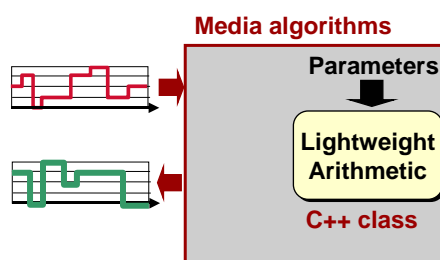 Media algorithms
Parameters
Lightweight
Arithmetic
C++ class